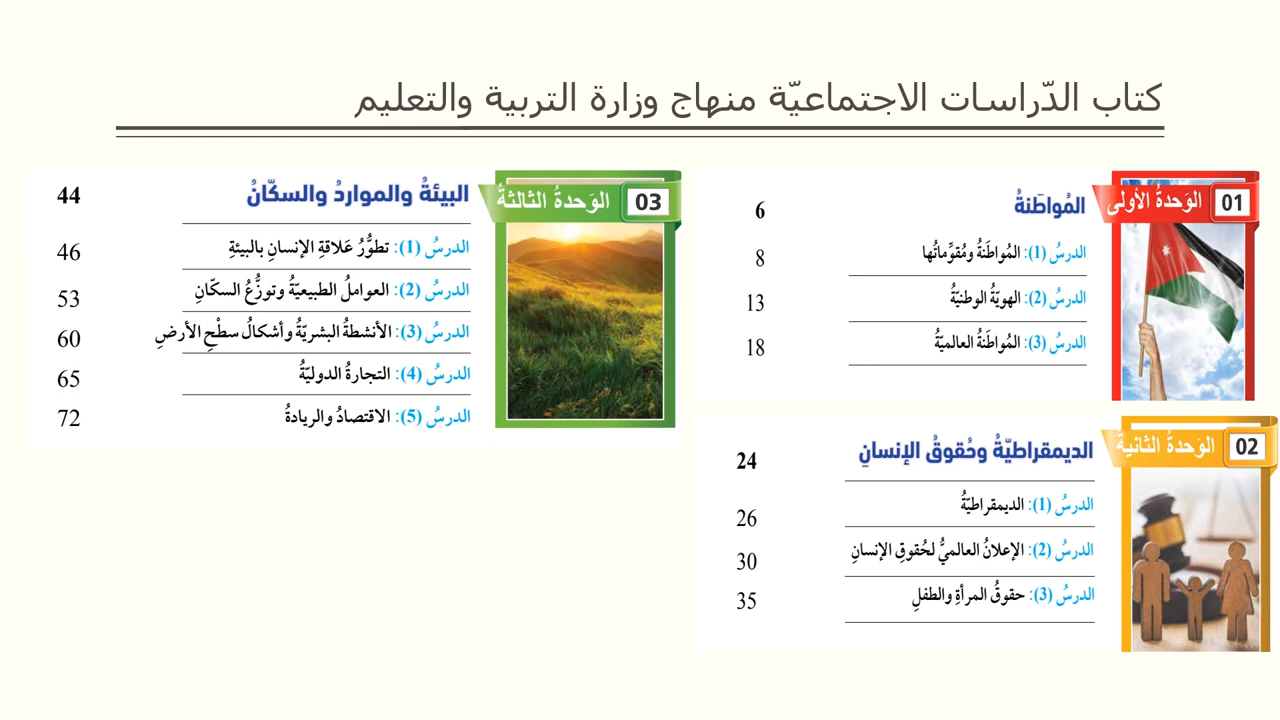 كتاب الدّراسات الاجتماعيّة منهاج وزارة التربية والتعليم
01 الوَحدةُ الأولى
المُواطَنةُ 6
الدرسُ (1): المُواطَنةُ ومُقوِّماتُها 8
الدرسُ (2): الهويّةُ الوطنيّةُ 13
الدرسُ (3): المُواطَنةُ العالميّةُ 18
02 الوَحدةُ الثانيةُ
الديمقراطيّةُ وحُقوقُ الإنسانِ 24
الدرسُ (1): الديمقراطيّةُ 26
الدرسُ (2): الإعلانُ العالميُّ لحُقوقِ الإنسانِ 30
الدرسُ (3): حقوقُ المرأةِ والطفلِ 35
03 الوَحدةُ الثالثةُ
البيئةُ والمواردُ والسكّانُ 44
الدرسُ (1): تطوُّرُ عَلاقةِ الإنسانِ بالبيئةِ 46
الدرسُ (2): العواملُ الطبيعيّةُ وتوزُّعُ السكّانِ 53
الدرسُ (3): الأنشطةُ البشريّةُ وأشكالُ سطْحِ الأرضِ 60
الدرسُ (4): التجارةُ الدوليّةُ 65
الدرسُ (5): الاقتصادُ والريادةُ 72